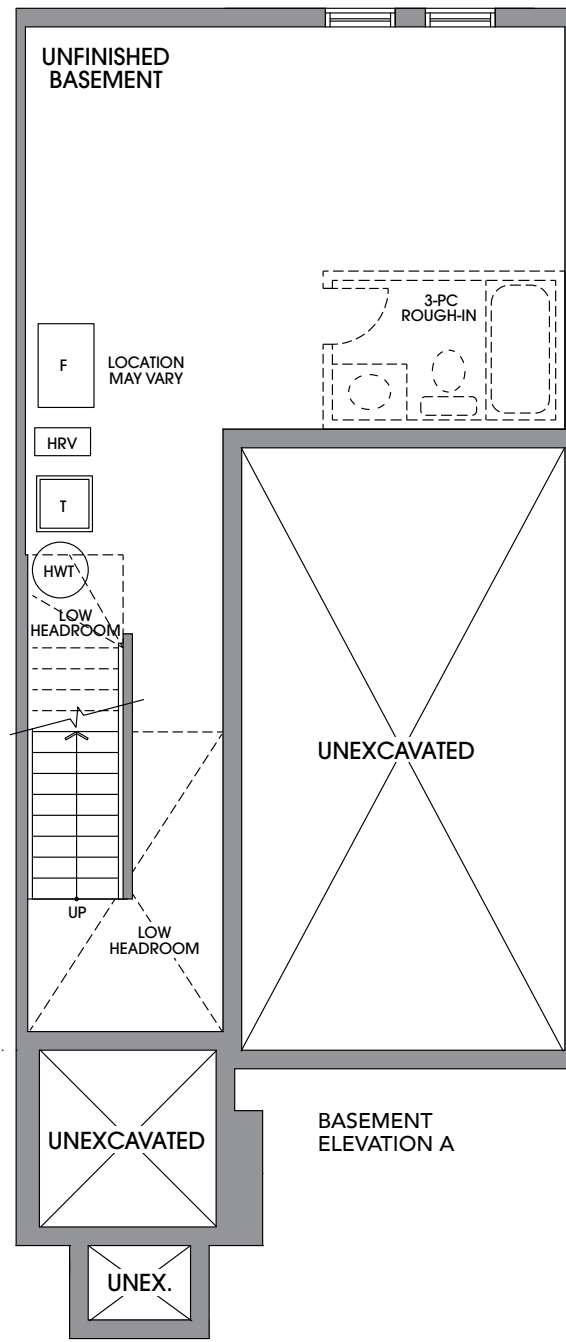 UNFINISHED
BASEMENT
3-PC
ROUGH-IN
F
LOCATION
MAY VARY
HRV
T
HWT
LOW
HEADROOM
UNEXCAVATED
UP
LOW
HEADROOM
UNEXCAVATED
BASEMENT
ELEVATION A
UNEX.